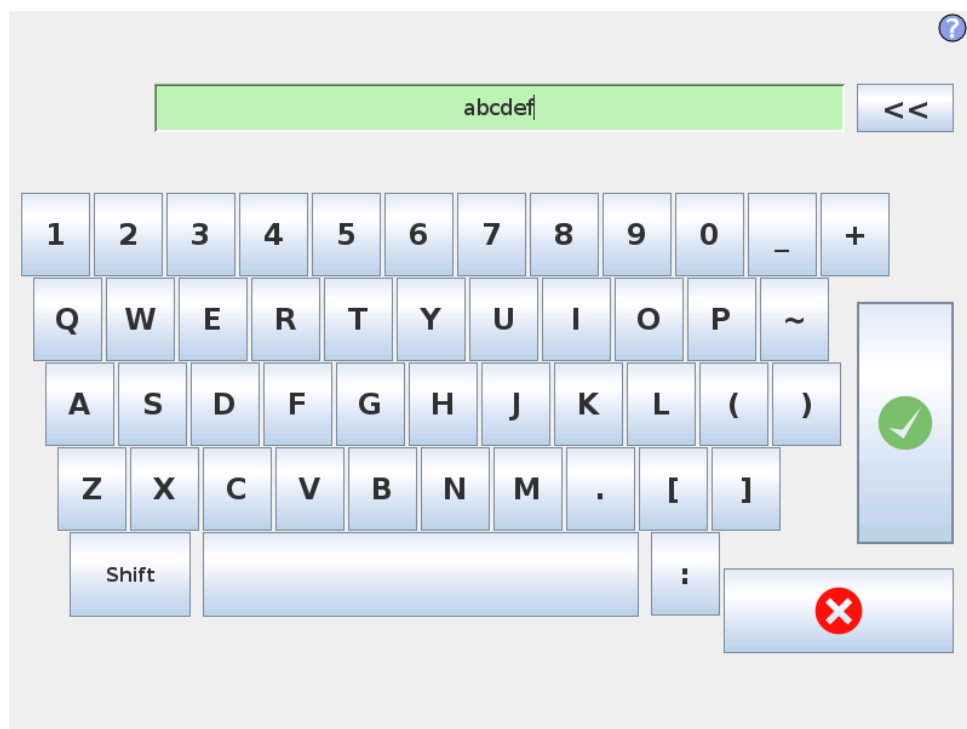 ?
abcdef
<<
1 2 3 4 5 6 7 8 9 0 _ +
Q W E R T Y U I O P ~
A S D F G H J K L ( )
Z X C V B N M . [ ]
Shift :